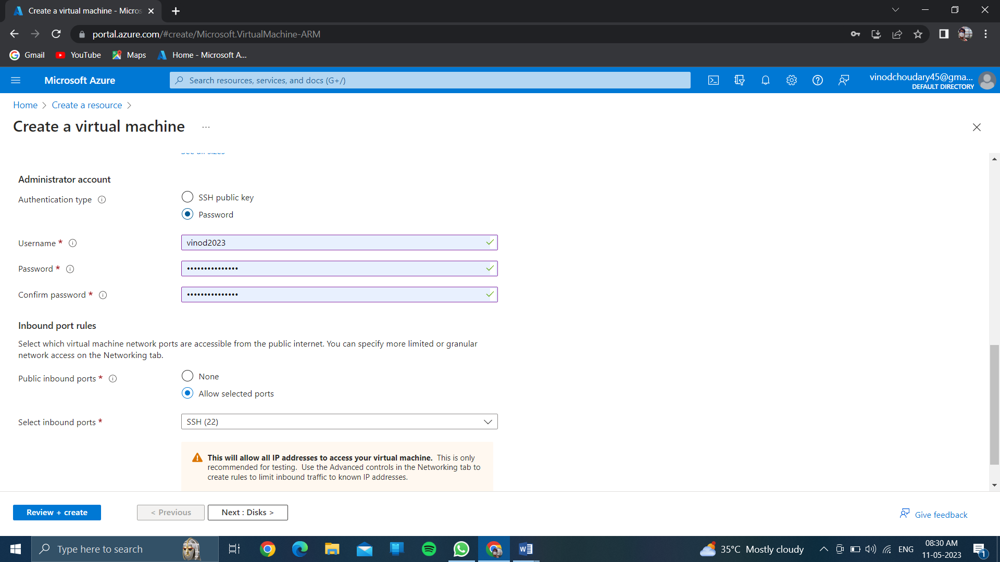 Create a virtual machine - Micros
portal.azure.com/#create/Microsoft.VirtualMachine-ARM
Gmail YouTube Maps Home - Microsoft A...
Microsoft Azure
Search resources, services, and docs (G+/)
vinodchoudary45@gma...
DEFAULT DIRECTORY
Home > Create a resource >
Create a virtual machine ...
See all sizes
Administrator account
Authentication type
SSH public key
Password
Username *
vinod2023
Password *
•••••••••••••••
Confirm password *
•••••••••••••••
Inbound port rules
Select which virtual machine network ports are accessible from the public internet. You can specify more limited or granular
network access on the Networking tab.
Public inbound ports *
None
Allow selected ports
Select inbound ports *
SSH (22)
This will allow all IP addresses to access your virtual machine. This is only
recommended for testing. Use the Advanced controls in the Networking tab to
create rules to limit inbound traffic to known IP addresses.
Review + create
< Previous
Next : Disks >
Give feedback
Type here to search
35°C Mostly cloudy
ENG
08:30 AM
11-05-2023
1